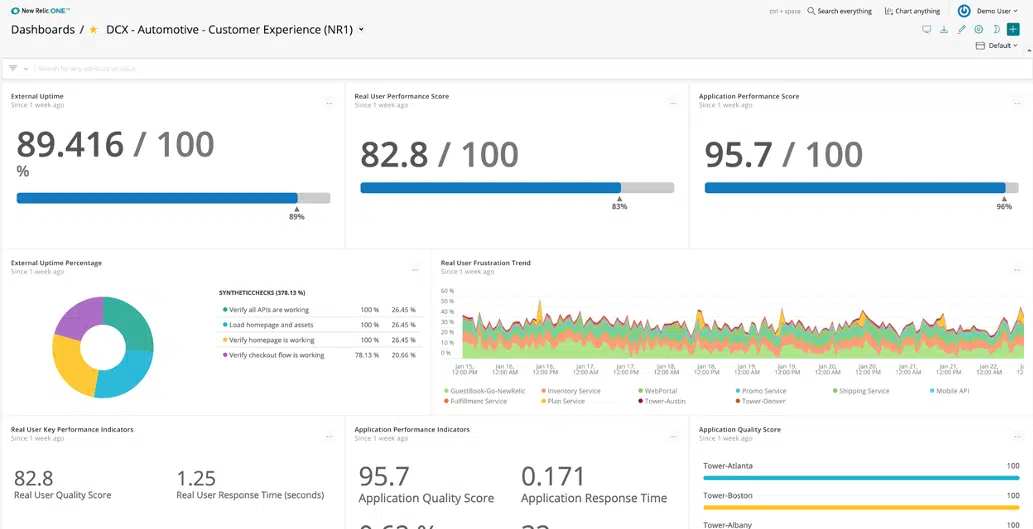 New Relic ONE™
ctrl + space Search everything Chart anything Demo User
Dashboards / DCX - Automotive - Customer Experience (NR1)
Default
Search for any attribute or value
External Uptime
Since 1 week ago
...
89.416 / 100
%
89%
Real User Performance Score
Since 1 week ago
...
82.8 / 100
83%
Application Performance Score
Since 1 week ago
...
95.7 / 100
96%
External Uptime Percentage
Since 1 week ago
...
SYNTHETICCHECKS (378.13 %)
Verify all APIs are working 100 % 26.45 %
Load homepage and assets 100 % 26.45 %
Verify homepage is working 100 % 26.45 %
Verify checkout flow is working 78.13 % 20.66 %
Real User Frustration Trend
Since 1 week ago
...
60 %
50 %
40 %
30 %
20 %
10 %
0 %
Jan 15, Jan 16, Jan 16, Jan 17, Jan 17, Jan 18, Jan 18, Jan 19, Jan 19, Jan 20, Jan 20, Jan 21, Jan 21, Jan 22, J
12:00 PM 12:00 AM 12:00 PM 12:00 AM 12:00 PM 12:00 AM 12:00 PM 12:00 AM 12:00 PM 12:00 AM 12:00 PM 12:00 AM 12:00 PM 12:00 AM 12:
GuestBook-Go-NewRelic Inventory Service WebPortal Promo Service Shipping Service Mobile API
Fulfillment Service Plan Service Tower-Austin Tower-Denver
Real User Key Performance Indicators
Since 1 week ago
...
82.8 1.25
Real User Quality Score Real User Response Time (seconds)
Application Performance Indicators
Since 1 week ago
...
95.7 0.171
Application Quality Score Application Response Time
Application Quality Score
Since 1 week ago
...
Tower-Atlanta 100
Tower-Boston 100
Tower-Albany 100